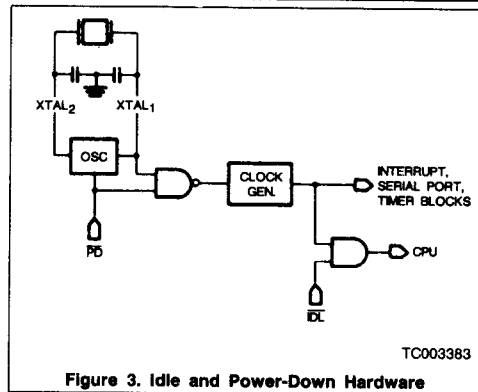 XTAL2
XTAL1
OSC
CLOCK
GEN.
INTERRUPT,
SERIAL PORT,
TIMER BLOCKS
CPU
PD
IDL
TC003383
Figure 3. Idle and Power-Down Hardware